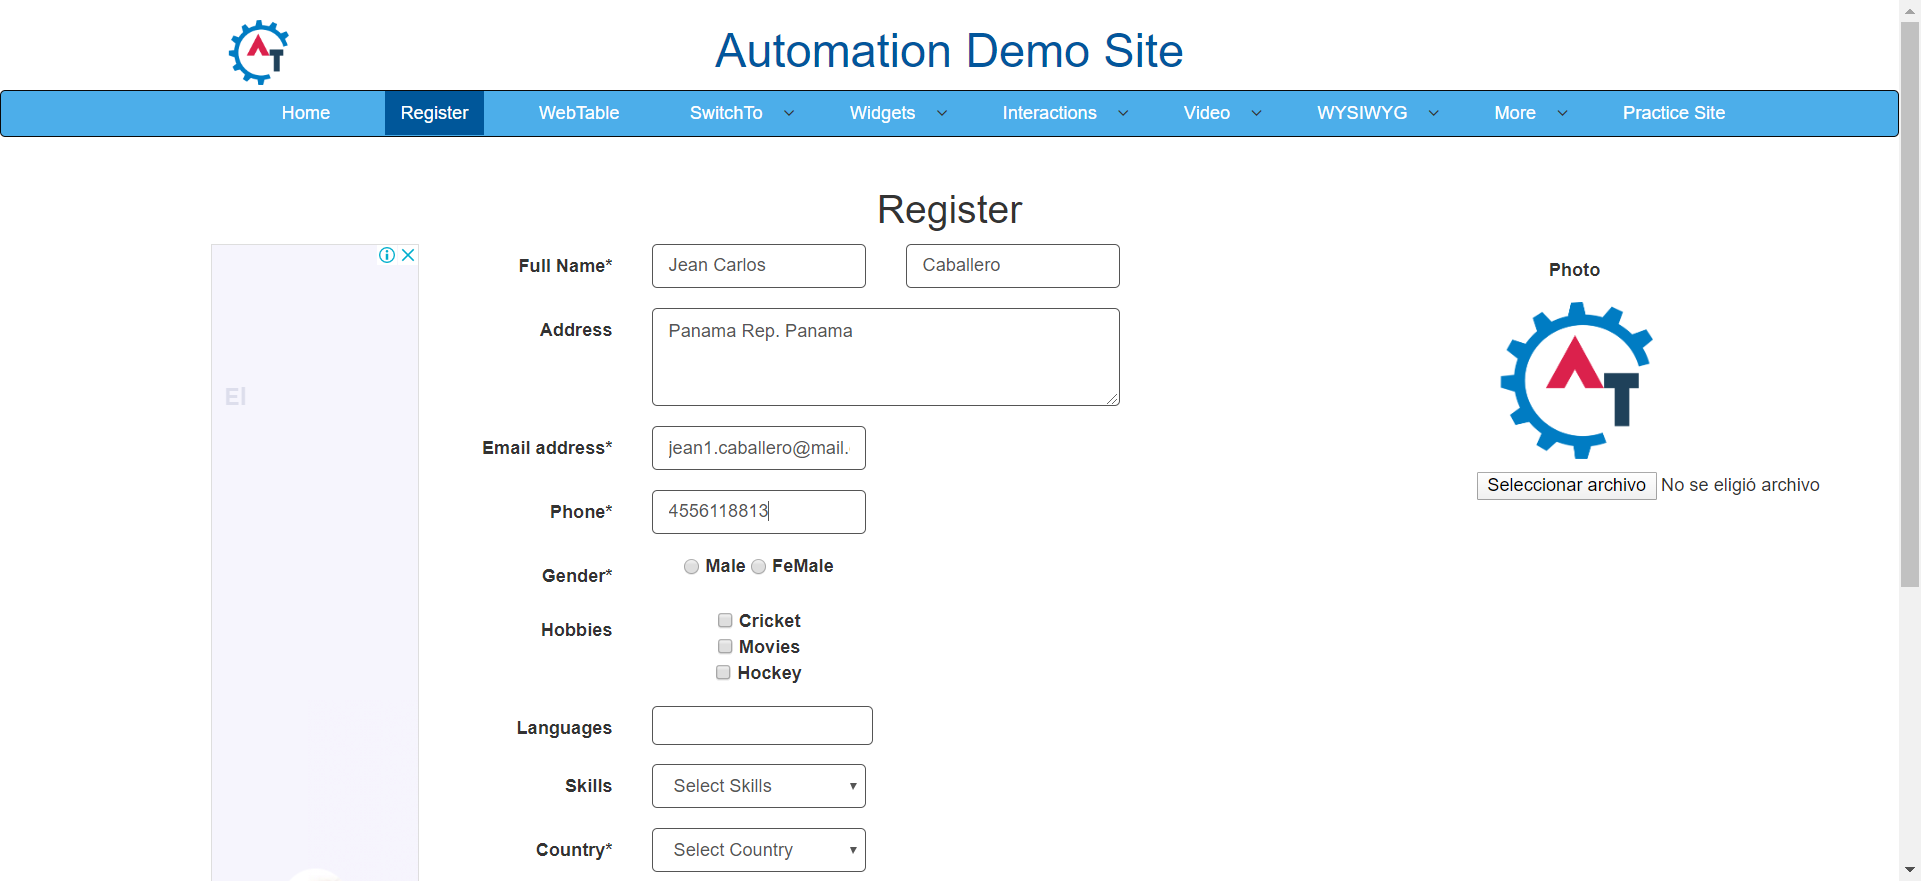 AT
Automation Demo Site
Home Register WebTable SwitchTo Widgets Interactions Video WYSIWYG More Practice Site
Register
Full Name* Jean Carlos Caballero
Photo
Address Panama Rep. Panama
AT
El
Email address* jean1.caballero@mail.
Seleccionar archivo No se eligió archivo
Phone* 4556118813
Gender* Male FeMale
Hobbies Cricket
Movies
Hockey
Languages
Skills Select Skills
Country* Select Country